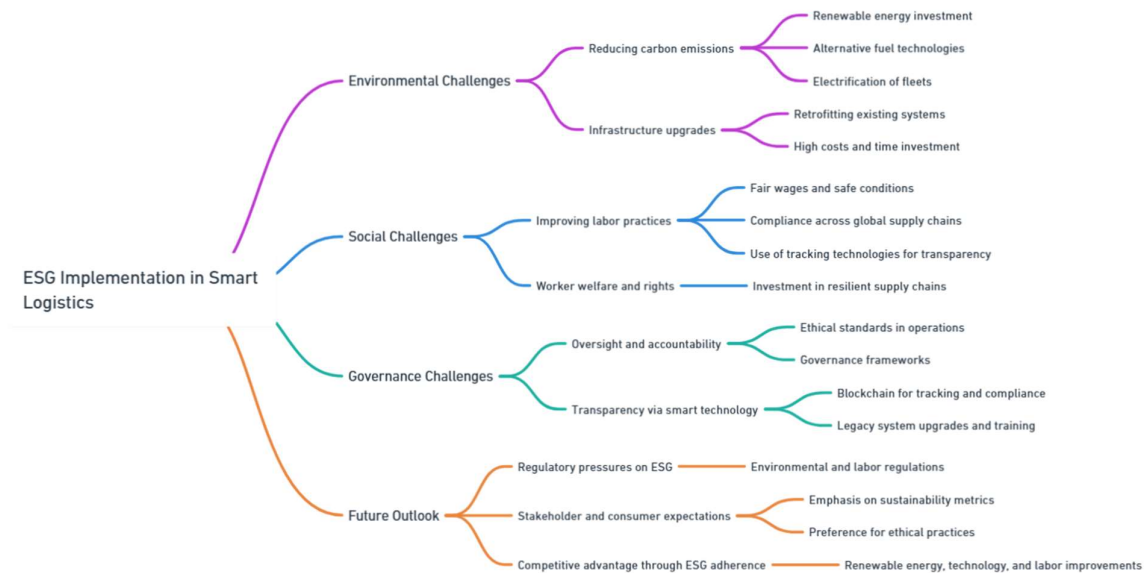 ESG Implementation in Smart
Logistics
Environmental Challenges
Reducing carbon emissions
Renewable energy investment
Alternative fuel technologies
Electrification of fleets
Infrastructure upgrades
Retrofitting existing systems
High costs and time investment
Social Challenges
Improving labor practices
Fair wages and safe conditions
Compliance across global supply chains
Use of tracking technologies for transparency
Worker welfare and rights
Investment in resilient supply chains
Governance Challenges
Oversight and accountability
Ethical standards in operations
Governance frameworks
Transparency via smart technology
Blockchain for tracking and compliance
Legacy system upgrades and training
Future Outlook
Regulatory pressures on ESG
Environmental and labor regulations
Stakeholder and consumer expectations
Emphasis on sustainability metrics
Preference for ethical practices
Competitive advantage through ESG adherence
Renewable energy, technology, and labor improvements